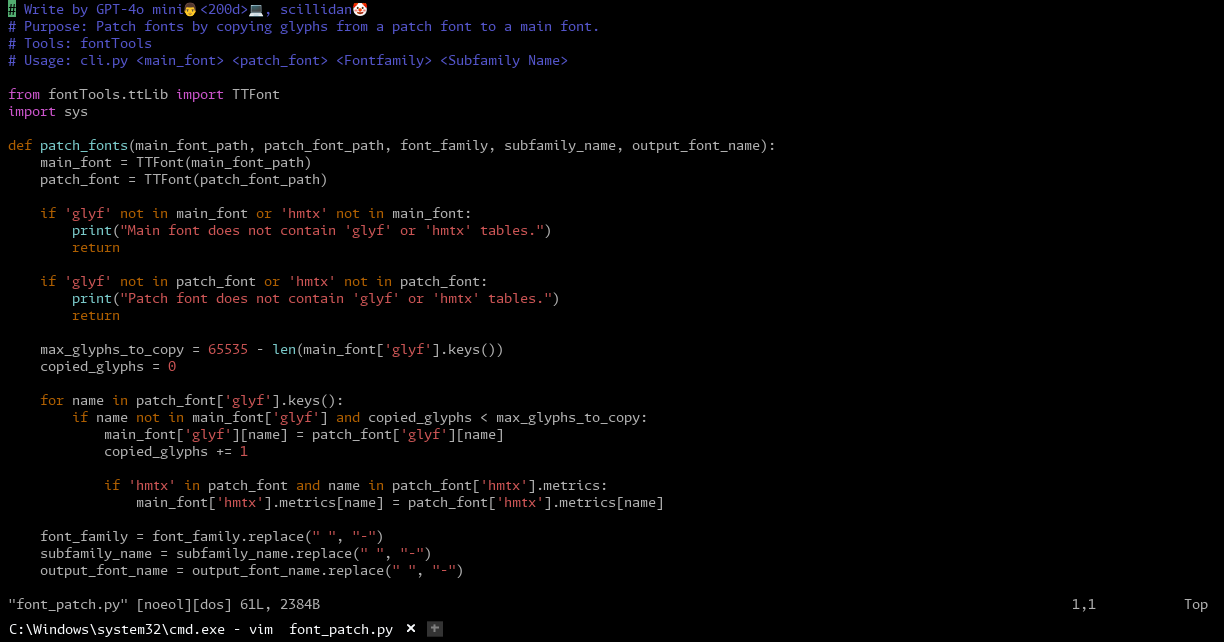 # Write by GPT-4o mini👨<200d>💻, scillidan🤡
# Purpose: Patch fonts by copying glyphs from a patch font to a main font.
# Tools: fontTools
# Usage: cli.py <main_font> <patch_font> <Fontfamily> <Subfamily Name>

from fontTools.ttLib import TTFont
import sys

def patch_fonts(main_font_path, patch_font_path, font_family, subfamily_name, output_font_name):
    main_font = TTFont(main_font_path)
    patch_font = TTFont(patch_font_path)

    if 'glyf' not in main_font or 'hmtx' not in main_font:
        print("Main font does not contain 'glyf' or 'hmtx' tables.")
        return

    if 'glyf' not in patch_font or 'hmtx' not in patch_font:
        print("Patch font does not contain 'glyf' or 'hmtx' tables.")
        return

    max_glyphs_to_copy = 65535 - len(main_font['glyf'].keys())
    copied_glyphs = 0

    for name in patch_font['glyf'].keys():
        if name not in main_font['glyf'] and copied_glyphs < max_glyphs_to_copy:
            main_font['glyf'][name] = patch_font['glyf'][name]
            copied_glyphs += 1

            if 'hmtx' in patch_font and name in patch_font['hmtx'].metrics:
                main_font['hmtx'].metrics[name] = patch_font['hmtx'].metrics[name]

    font_family = font_family.replace(" ", "-")
    subfamily_name = subfamily_name.replace(" ", "-")
    output_font_name = output_font_name.replace(" ", "-")

"font_patch.py" [noeol][dos] 61L, 2384B 1,1 Top
C:\Windows\system32\cmd.exe - vim  font_patch.py × +